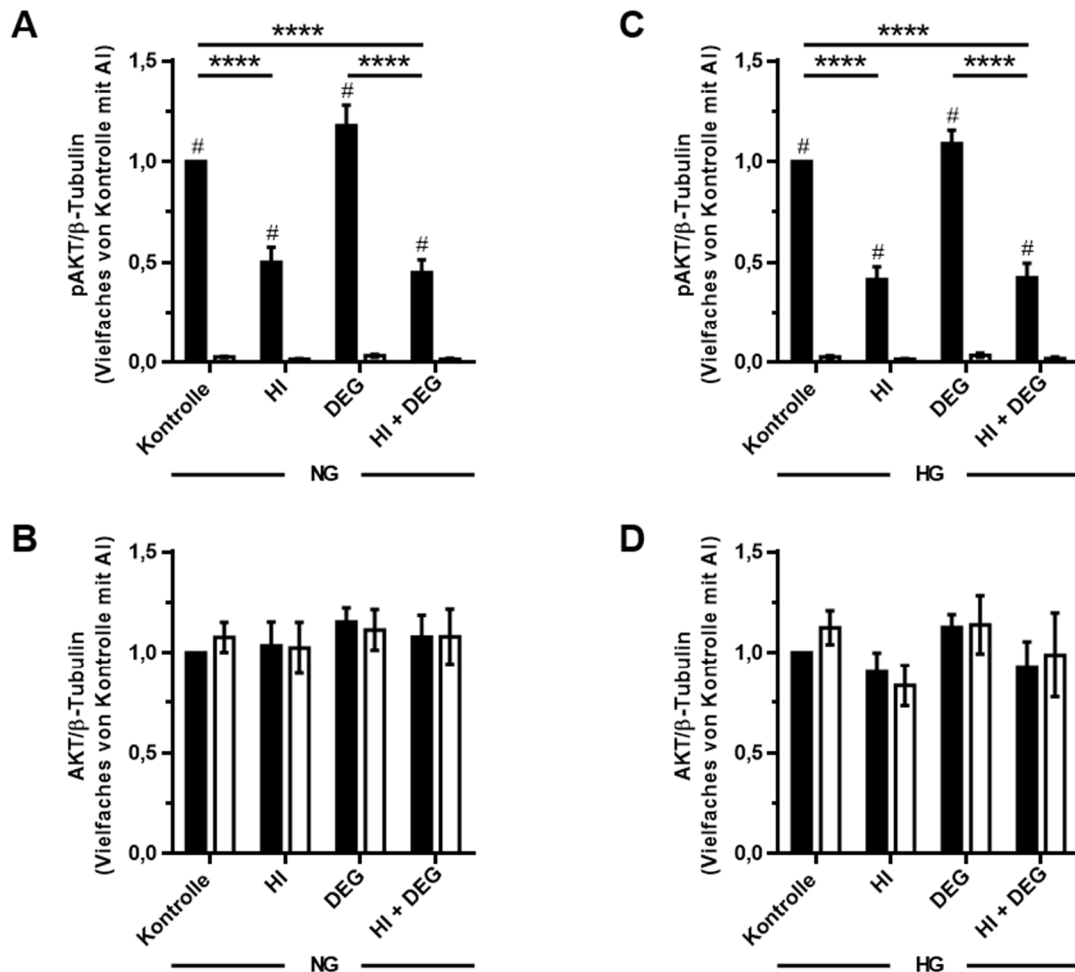 A
pAKT/β-Tubulin
(Vielfaches von Kontrolle mit AI)
1,5
1,0
0,5
0,0
****
**** ****
# # # #
Kontrolle HI DEG HI + DEG
NG
C
pAKT/β-Tubulin
(Vielfaches von Kontrolle mit AI)
1,5
1,0
0,5
0,0
****
**** ****
# # # #
Kontrolle HI DEG HI + DEG
HG
B
AKT/β-Tubulin
(Vielfaches von Kontrolle mit AI)
1,5
1,0
0,5
0,0
Kontrolle HI DEG HI + DEG
NG
D
AKT/β-Tubulin
(Vielfaches von Kontrolle mit AI)
1,5
1,0
0,5
0,0
Kontrolle HI DEG HI + DEG
HG